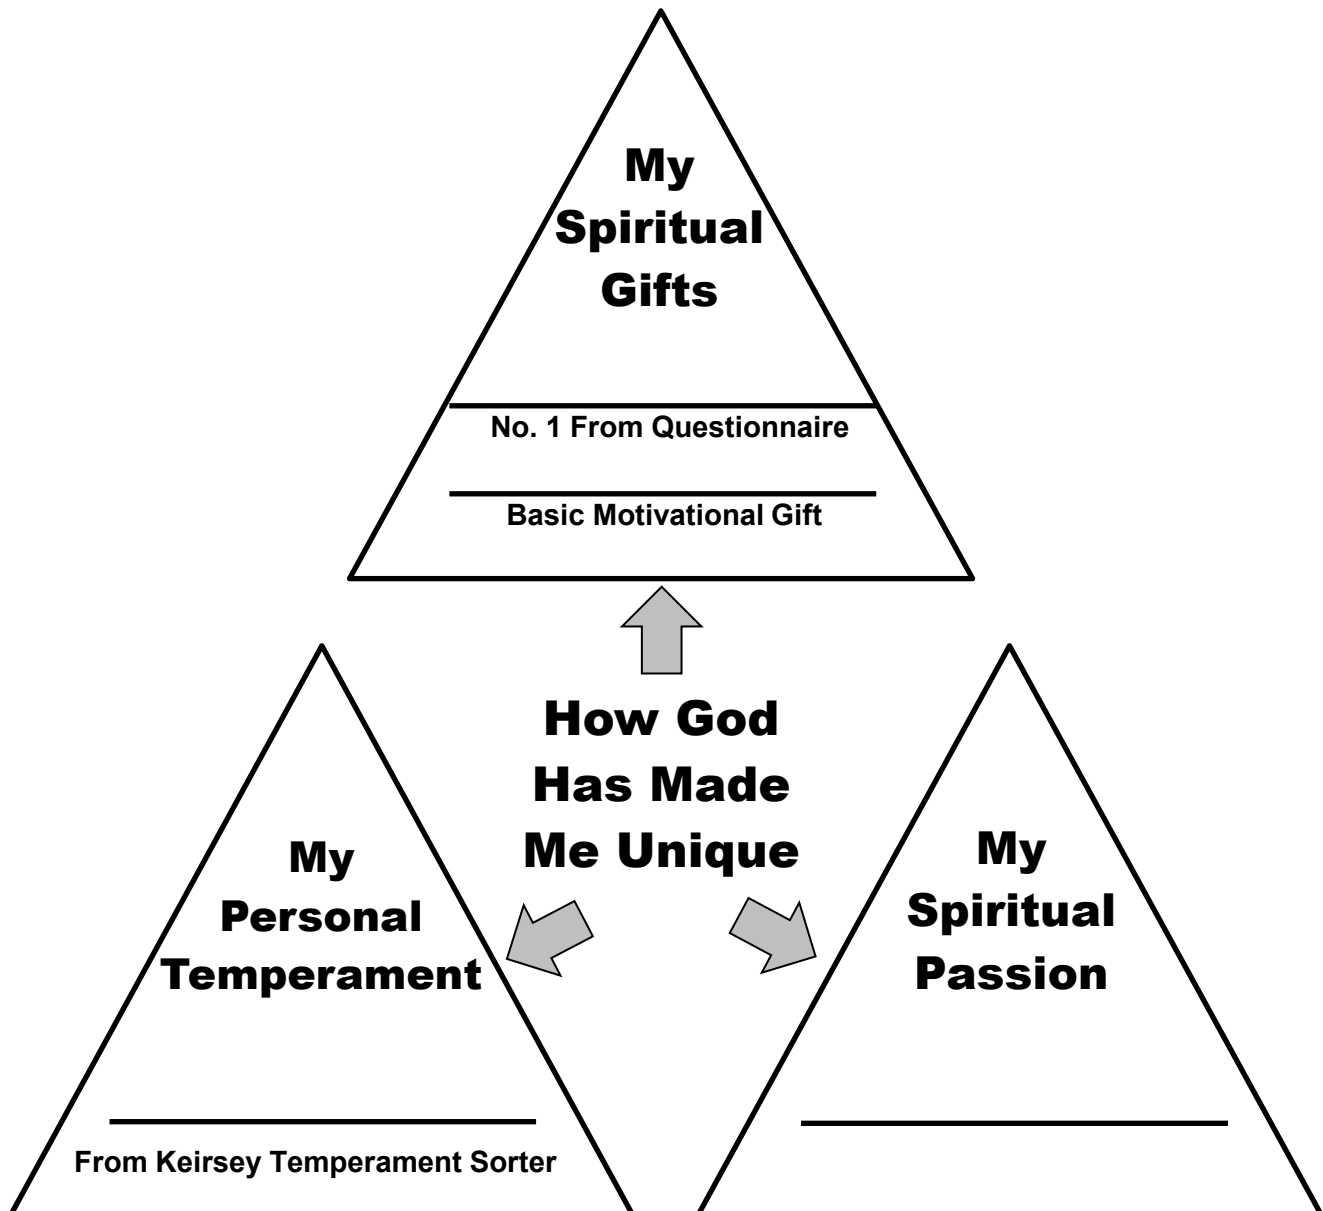 My
Spiritual
Gifts
No. 1 From Questionnaire
Basic Motivational Gift
How God
Has Made
Me Unique
My
Personal
Temperament
From Keirsey Temperament Sorter
My
Spiritual
Passion